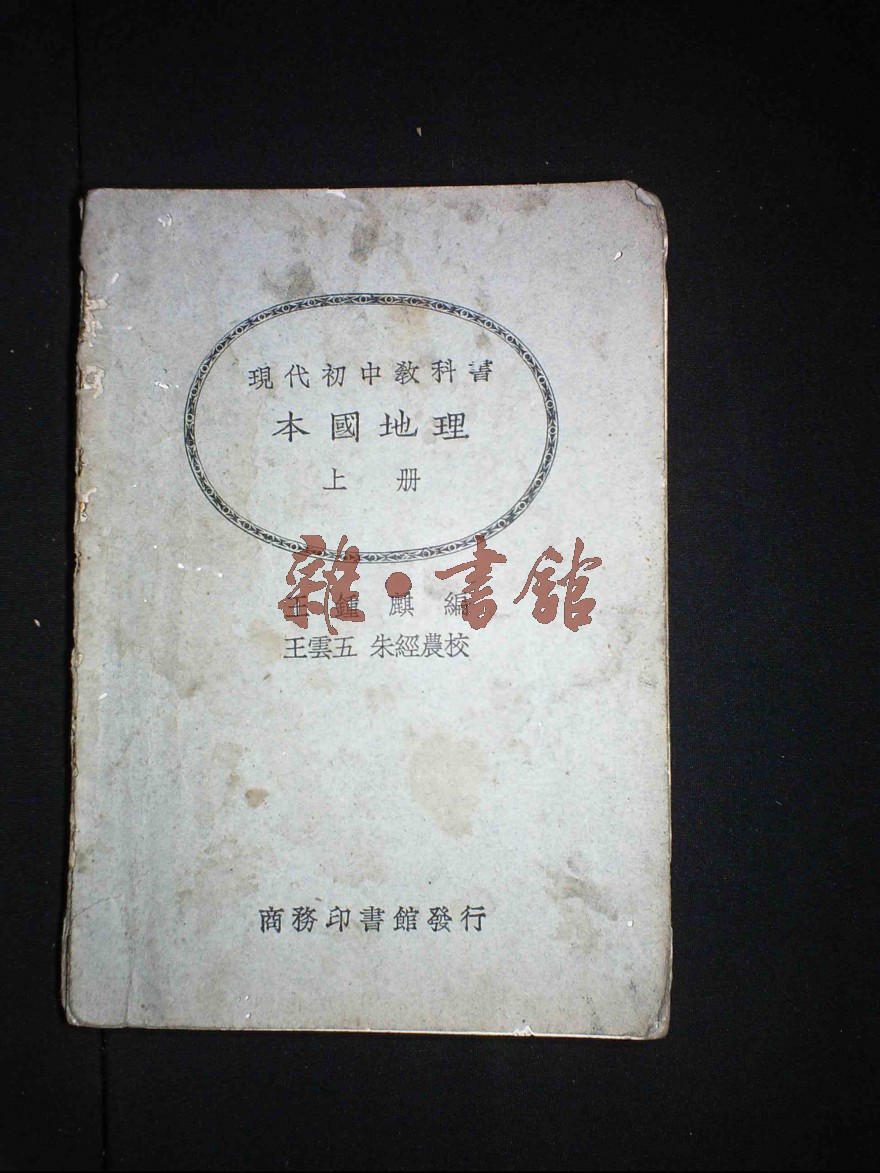 現代初中教科書
本國地理
上册
雜·書館
王鍾麒編
王雲五 朱經農校
商務印書館發行